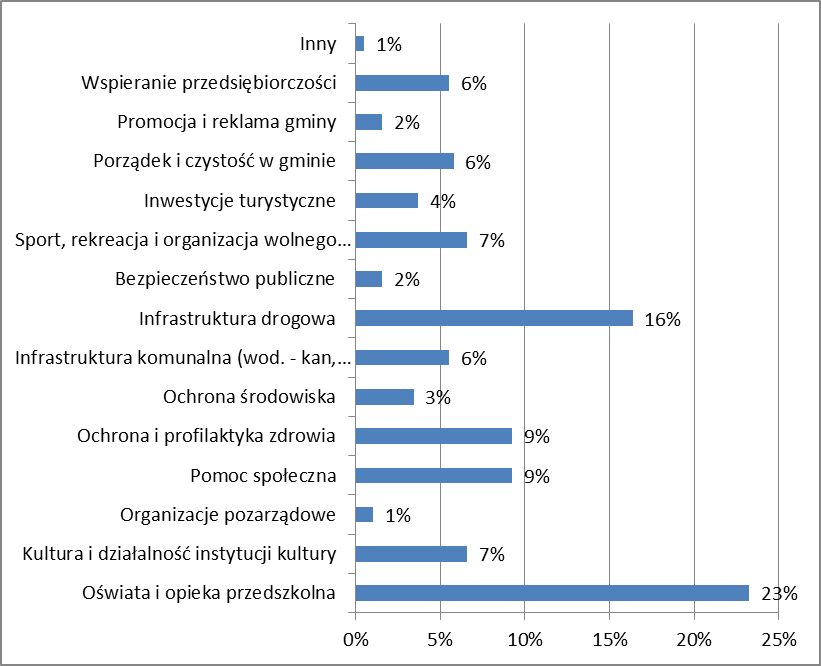 Inny 1%
Wspieranie przedsiębiorczości 6%
Promocja i reklama gminy 2%
Porządek i czystość w gminie 6%
Inwestycje turystyczne 4%
Sport, rekreacja i organizacja wolnego... 7%
Bezpieczeństwo publiczne 2%
Infrastruktura drogowa 16%
Infrastruktura komunalna (wod. - kan,... 6%
Ochrona środowiska 3%
Ochrona i profilaktyka zdrowia 9%
Pomoc społeczna 9%
Organizacje pozarządowe 1%
Kultura i działalność instytucji kultury 7%
Oświata i opieka przedszkolna 23%
0% 5% 10% 15% 20% 25%